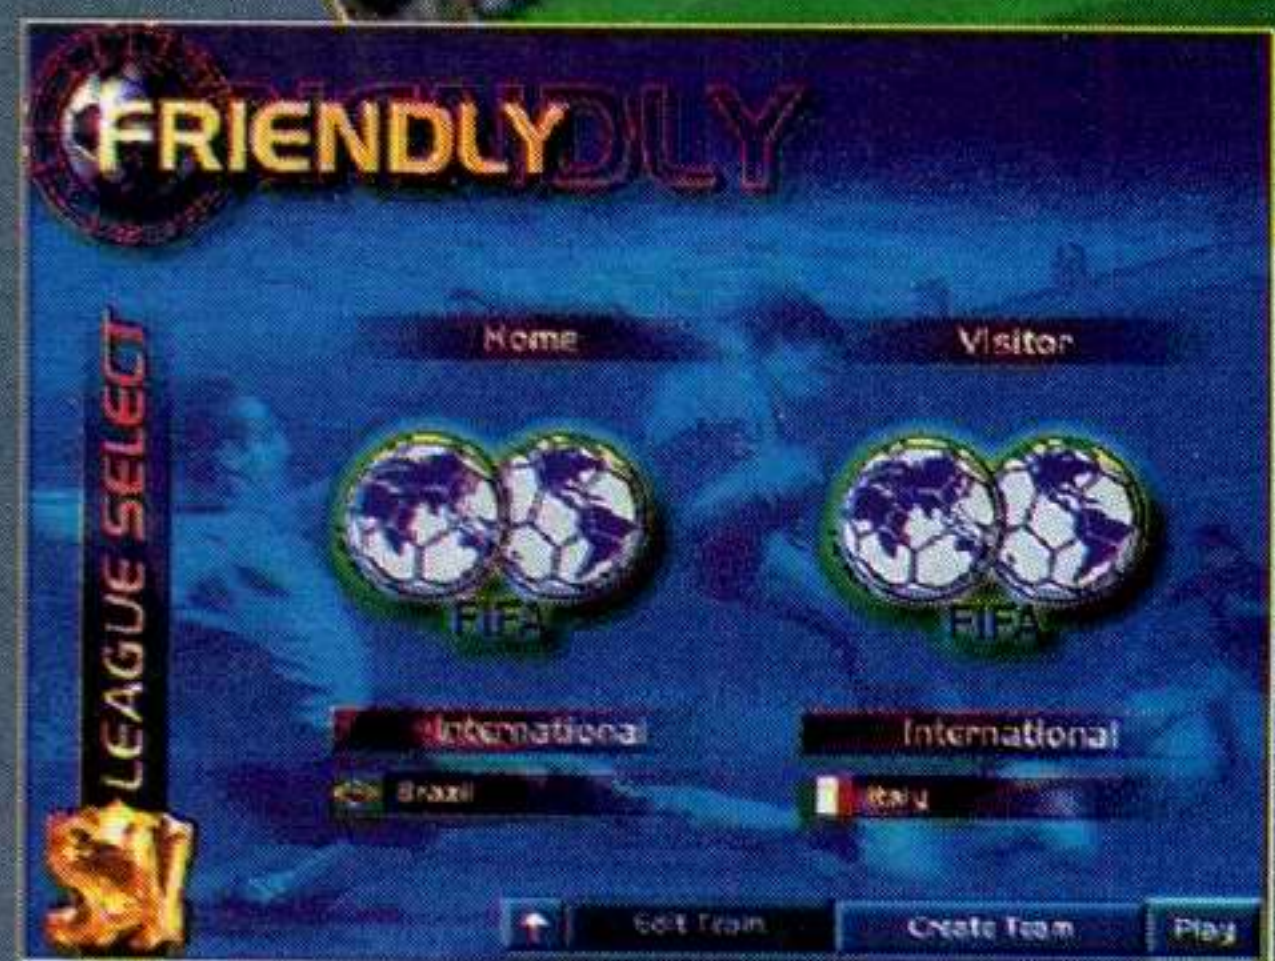 FRIENDLY
Home
Visitor
LEAGUE SELECT
FIFA
FIFA
International
International
Brazil
Italy
Edit Team
Create Team
Play